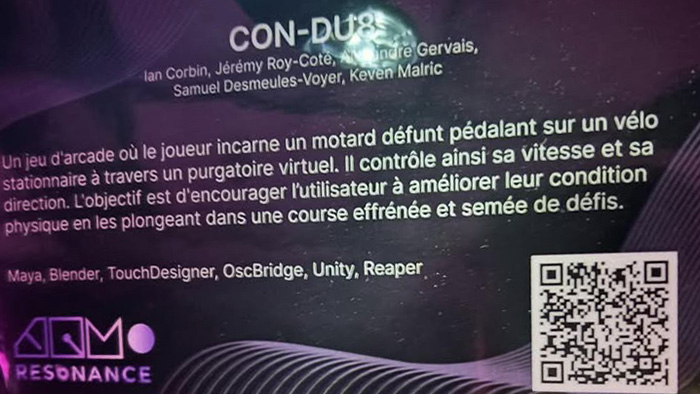 CON-DU8
Ian Corbin, Jérémy Roy-Coté, Gervais,
Samuel Desmeules-Voyer, Keven Malric
Un jeu d'arcade où le joueur incarne un motard défunt pédalant sur un vélo
stationnaire à travers un purgatoire virtuel. Il contrôle ainsi sa vitesse et sa
direction. L'objectif est d'encourager l'utilisateur à améliorer leur condition
physique en les plongeant dans une course effrénée et semée de défis.
Maya, Blender, TouchDesigner, OscBridge, Unity, Reaper
RESONANCE